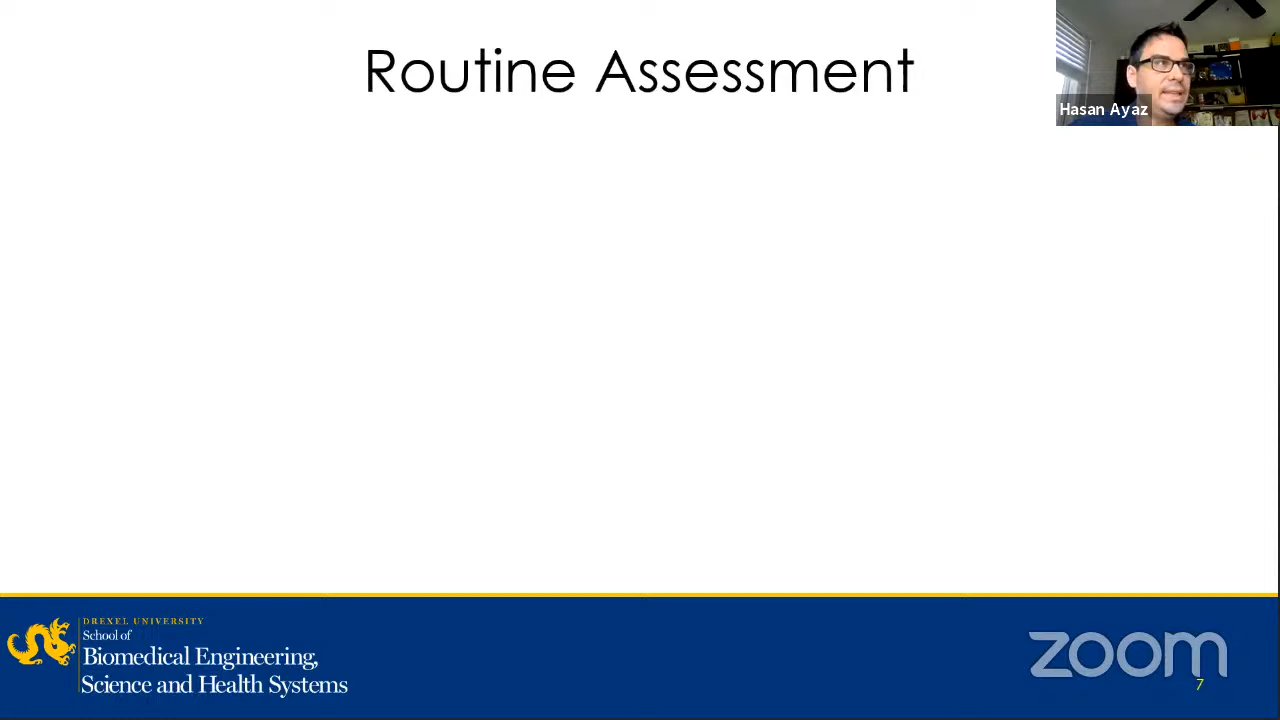 Routine Assessment
Hasan Ayaz
DREXEL UNIVERSITY
School of
Biomedical Engineering,
Science and Health Systems
zoom
7